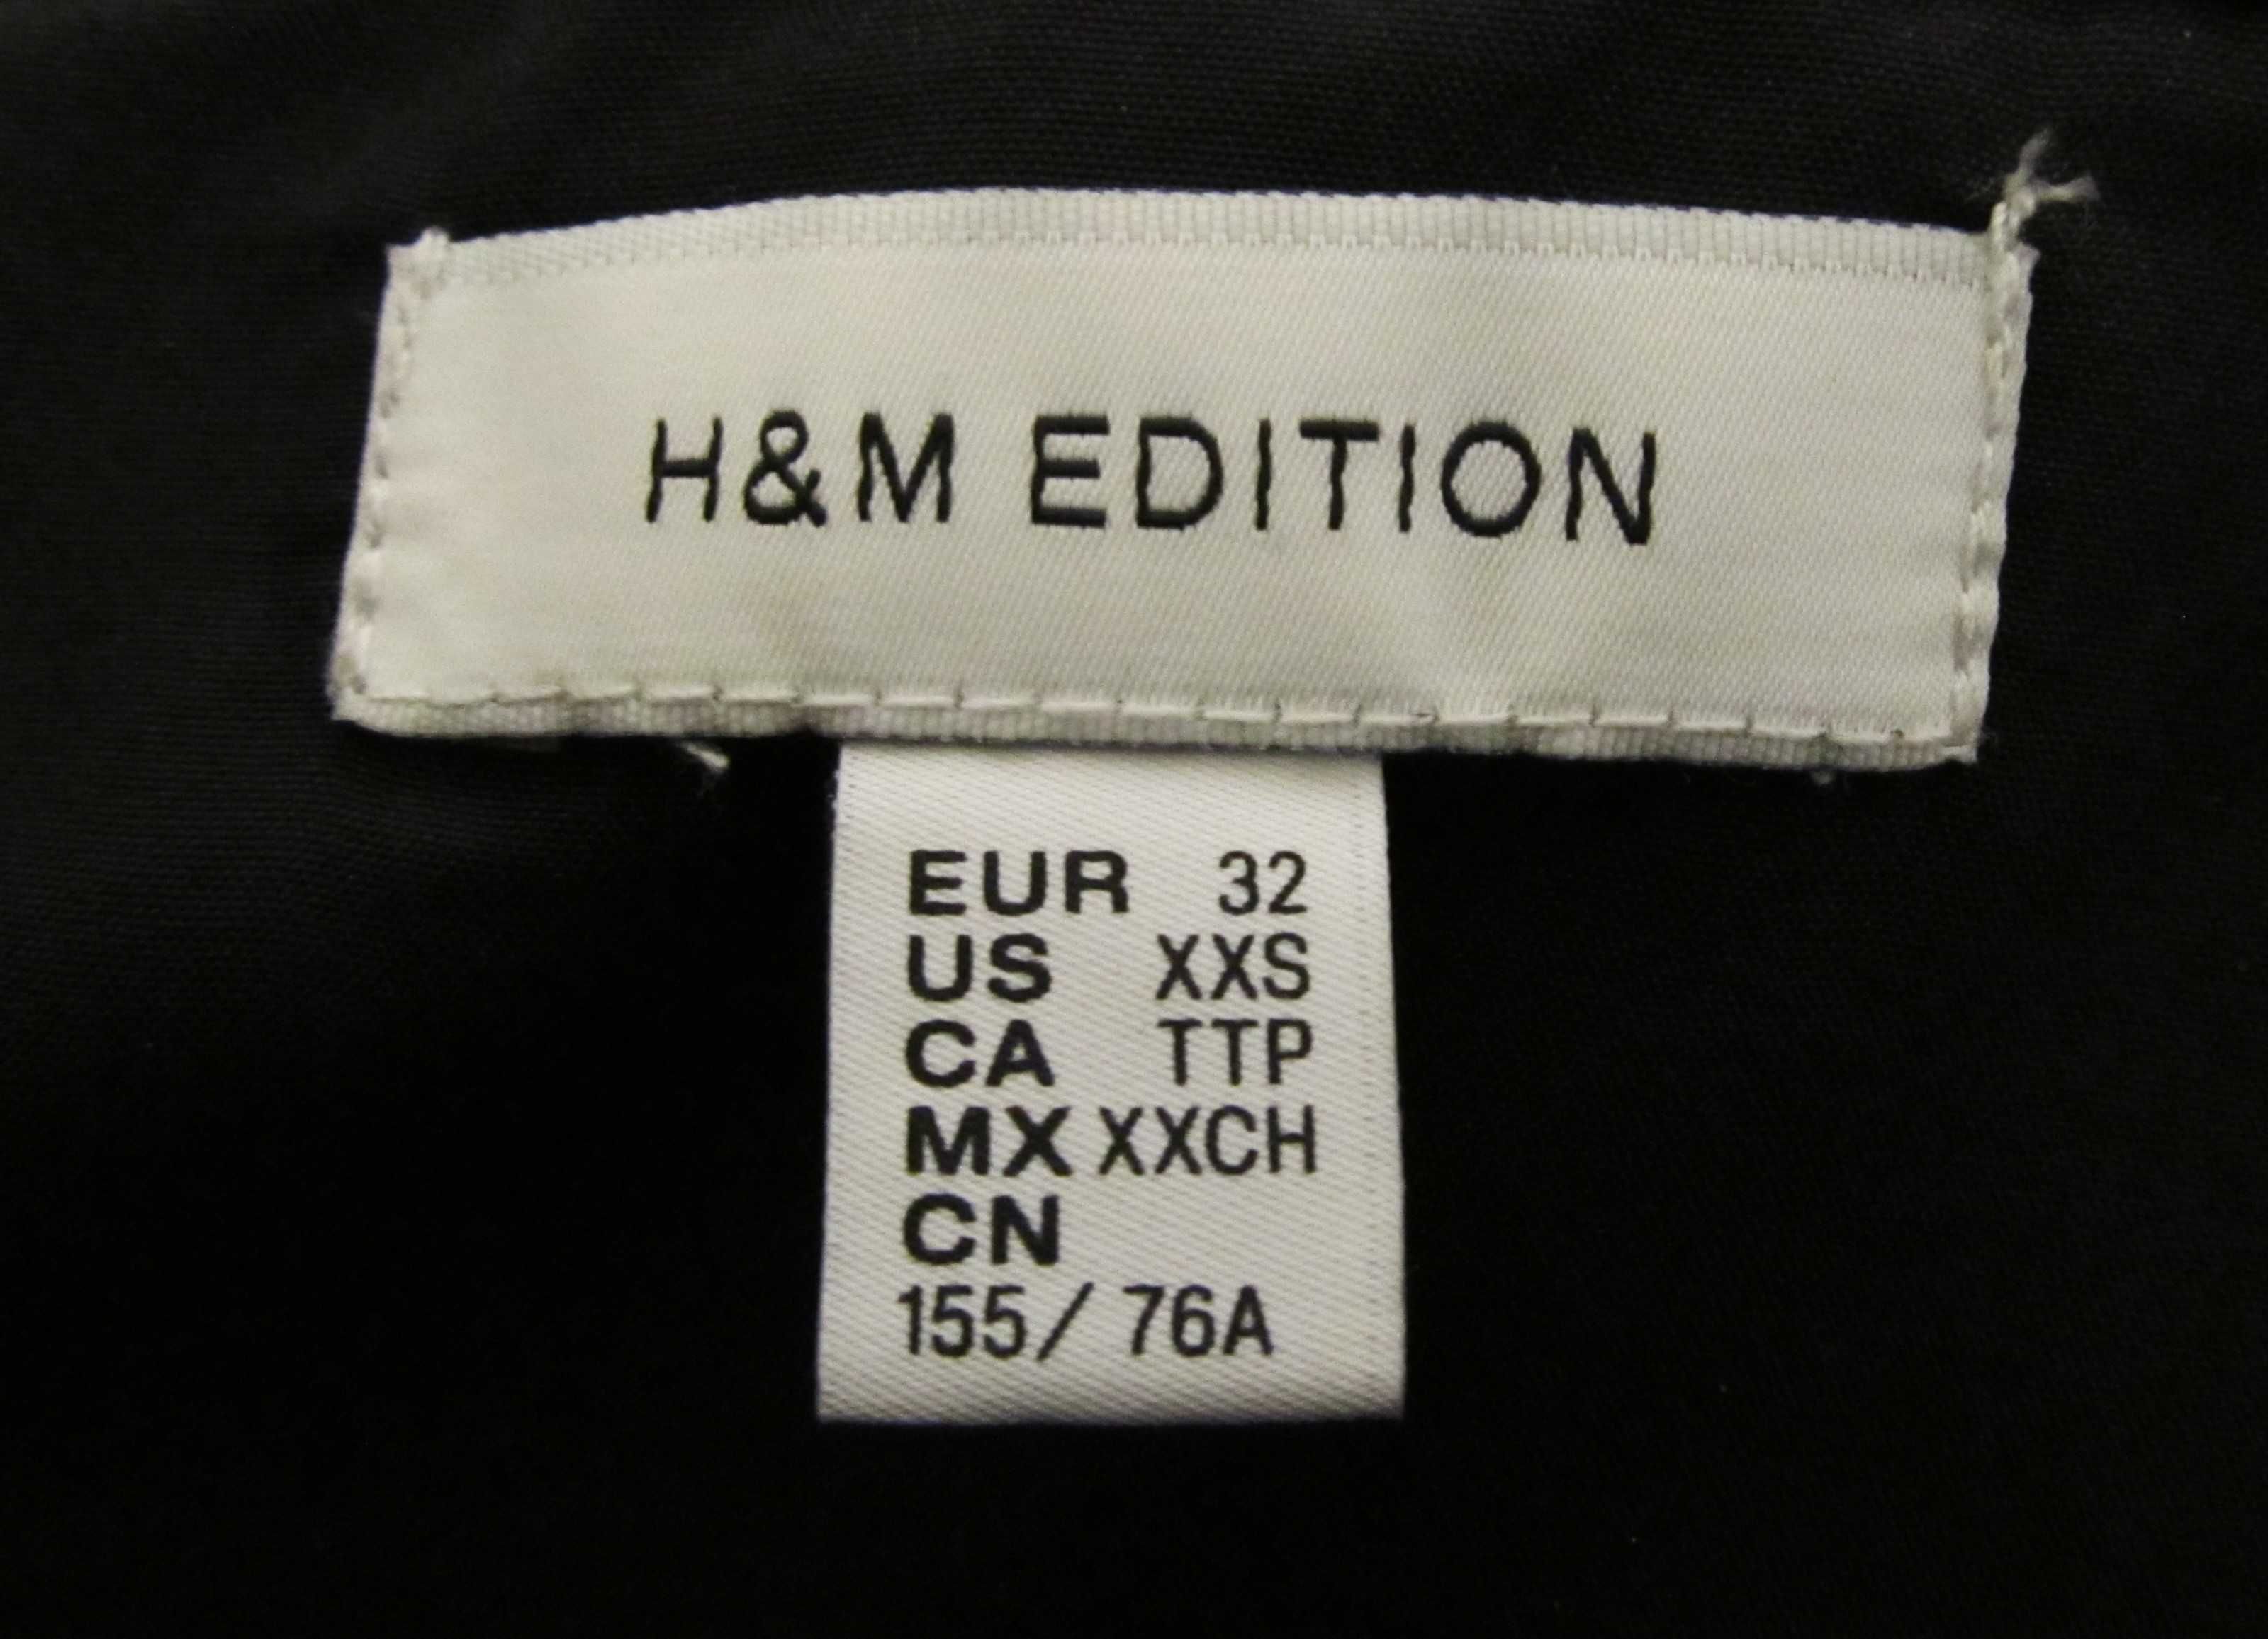 H&M EDITION
EUR 32
US XXS
CA TTP
MX XXCH
CN
155/ 76A